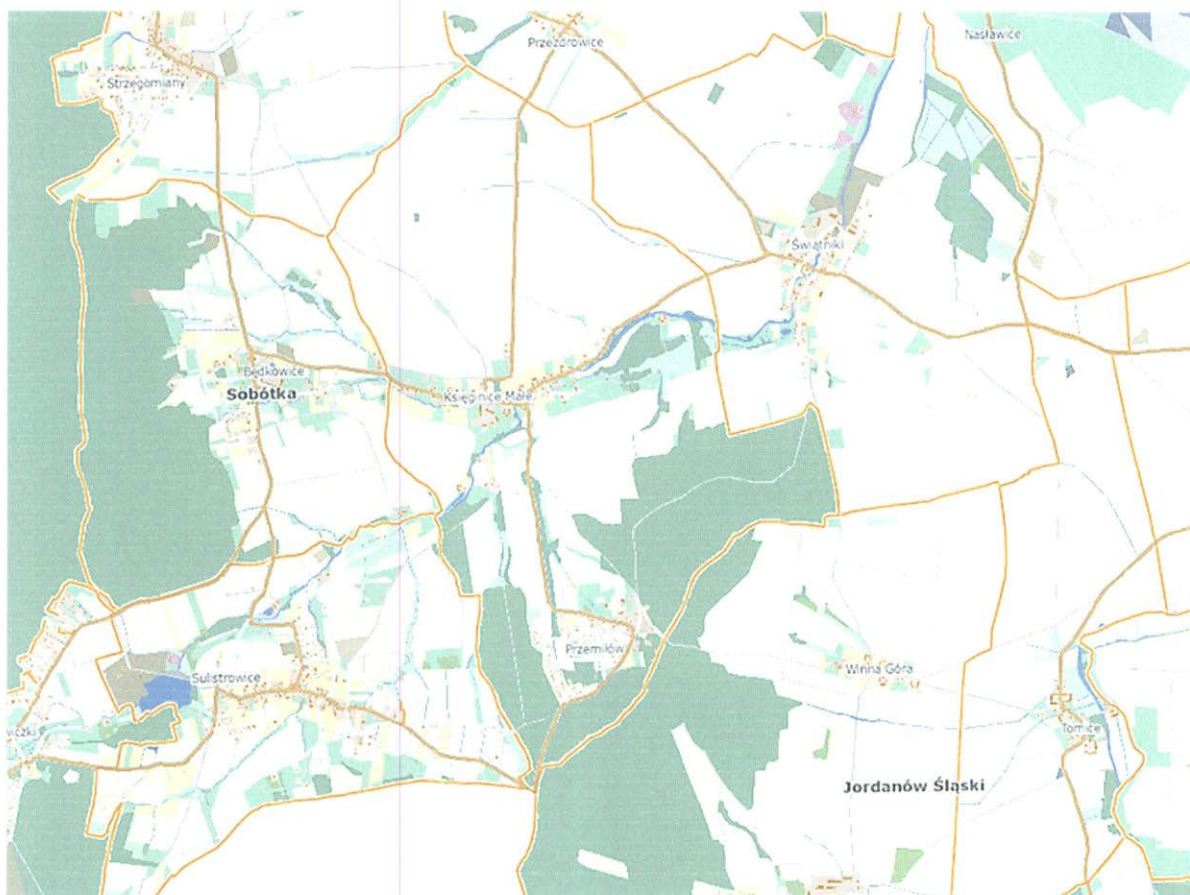 Nasławice
Przezdrowice
Strzegomiany
Świątniki
Będkowice
Sobótka
Księginice Małe
Przemiłów
Winna Góra
Sulistrowice
Tomice
Jordanów Śląski